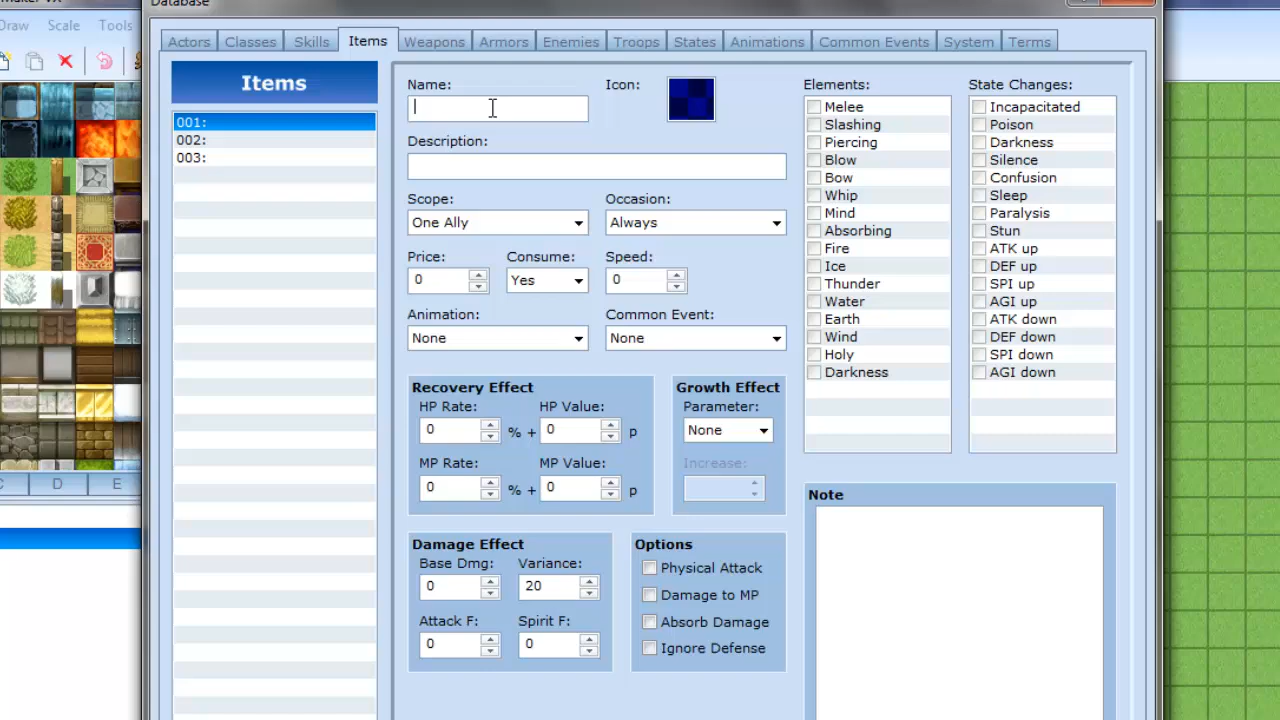 Database
Draw Scale Tools
Actors Classes Skills Items Weapons Armors Enemies Troops States Animations Common Events System Terms
Items
001:
002:
003:
Name: Icon:
Description:
Scope: Occasion:
One Ally Always
Price: Consume: Speed:
0 Yes 0
Animation: Common Event:
None None
Recovery Effect
HP Rate: HP Value:
0 % + 0 p
MP Rate: MP Value:
0 % + 0 p
Growth Effect
Parameter:
None
Increase:
Damage Effect
Base Dmg: Variance:
0 20
Attack F: Spirit F:
0 0
Options
Physical Attack
Damage to MP
Absorb Damage
Ignore Defense
Elements:
Melee
Slashing
Piercing
Blow
Bow
Whip
Mind
Absorbing
Fire
Ice
Thunder
Water
Earth
Wind
Holy
Darkness
State Changes:
Incapacitated
Poison
Darkness
Silence
Confusion
Sleep
Paralysis
Stun
ATK up
DEF up
SPI up
AGI up
ATK down
DEF down
SPI down
AGI down
Note
C D E